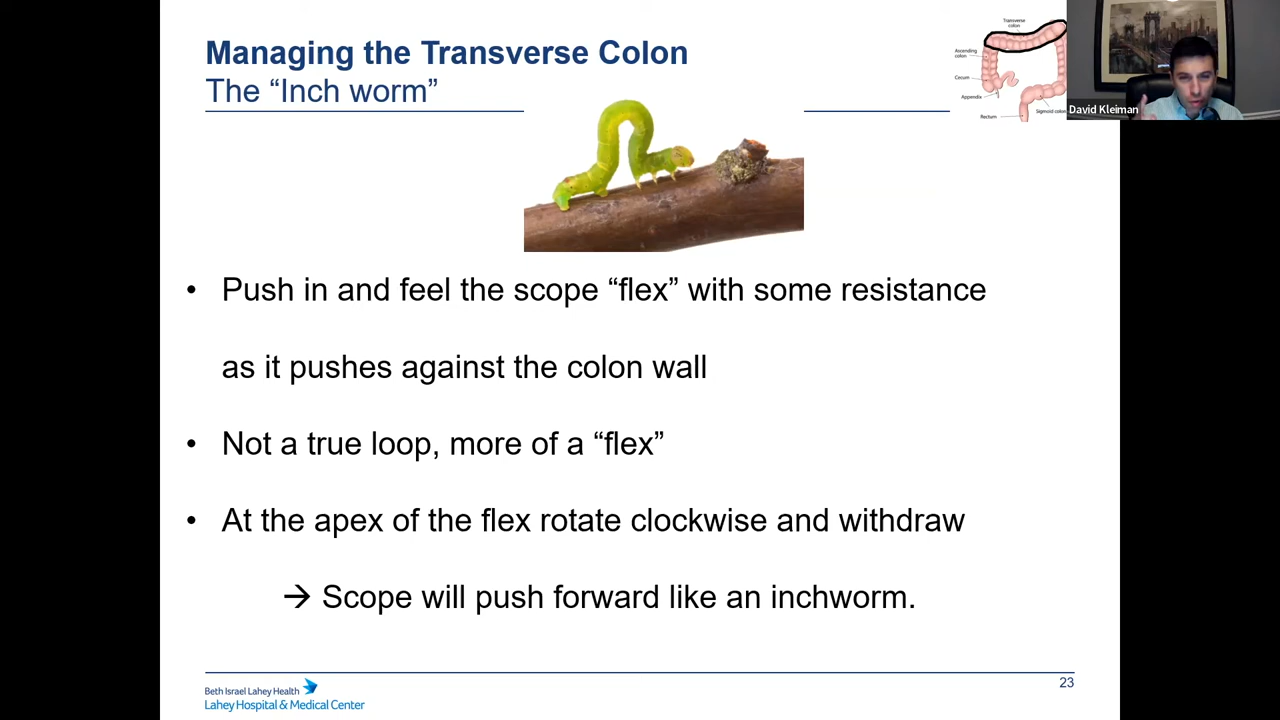 Managing the Transverse Colon
The “Inch worm”
Transverse
colon
Ascending
colon
Cecum
Appendix
Rectum
Sigmoid colon
David Kleiman
• Push in and feel the scope “flex” with some resistance
as it pushes against the colon wall
• Not a true loop, more of a “flex”
• At the apex of the flex rotate clockwise and withdraw
→ Scope will push forward like an inchworm.
Beth Israel Lahey Health
Lahey Hospital & Medical Center
23